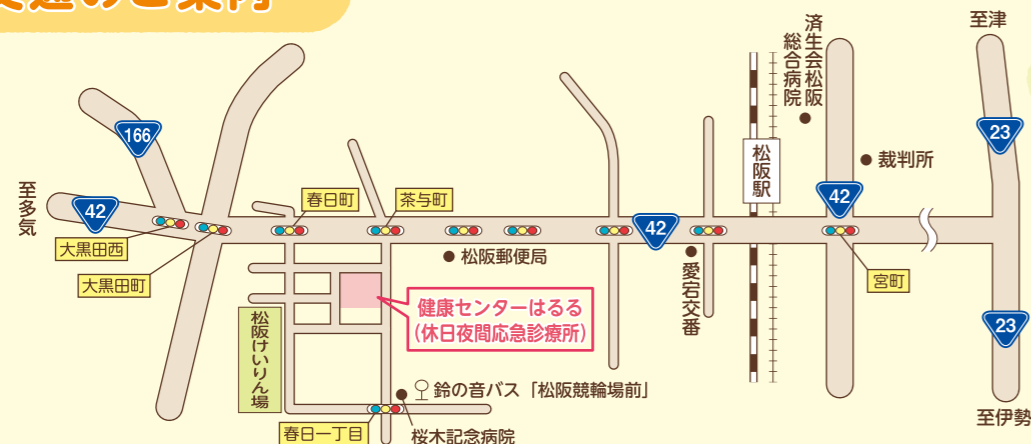 交通のご案内
至津
済生会松阪
総合病院
166
23
松阪駅
裁判所
至多気
42
春日町
茶与町
42
42
大黒田西
松阪郵便局
愛宕交番
宮町
大黒田町
健康センターはるる
(休日夜間応急診療所)
松阪けいりん場
23
鈴の音バス「松阪競輪場前」
至伊勢
春日一丁目
桜木記念病院